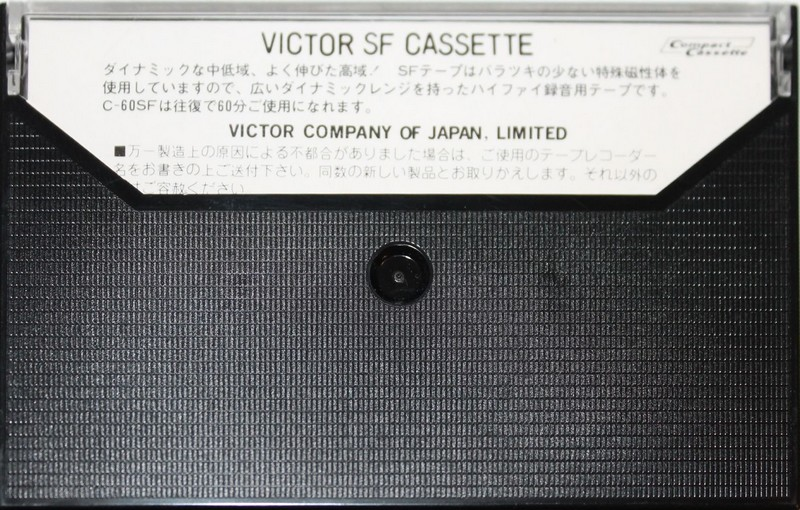 VICTOR SF CASSETTE
Compact Cassette
ダイナミックな中低域、よく伸びた高域！ SFテープはバラツキの少ない特殊磁性体を
使用していますので、広いダイナミックレンジを持ったハイファイ録音用テープです。
C-60SFは往復で60分ご使用になれます。
VICTOR COMPANY OF JAPAN, LIMITED
■万一製造上の原因による不都合がありました場合は、ご使用のテープレコーダー
名をお書きの上ご送付下さい。同数の新しい製品とお取りかえします。それ以外の
はご容赦ください